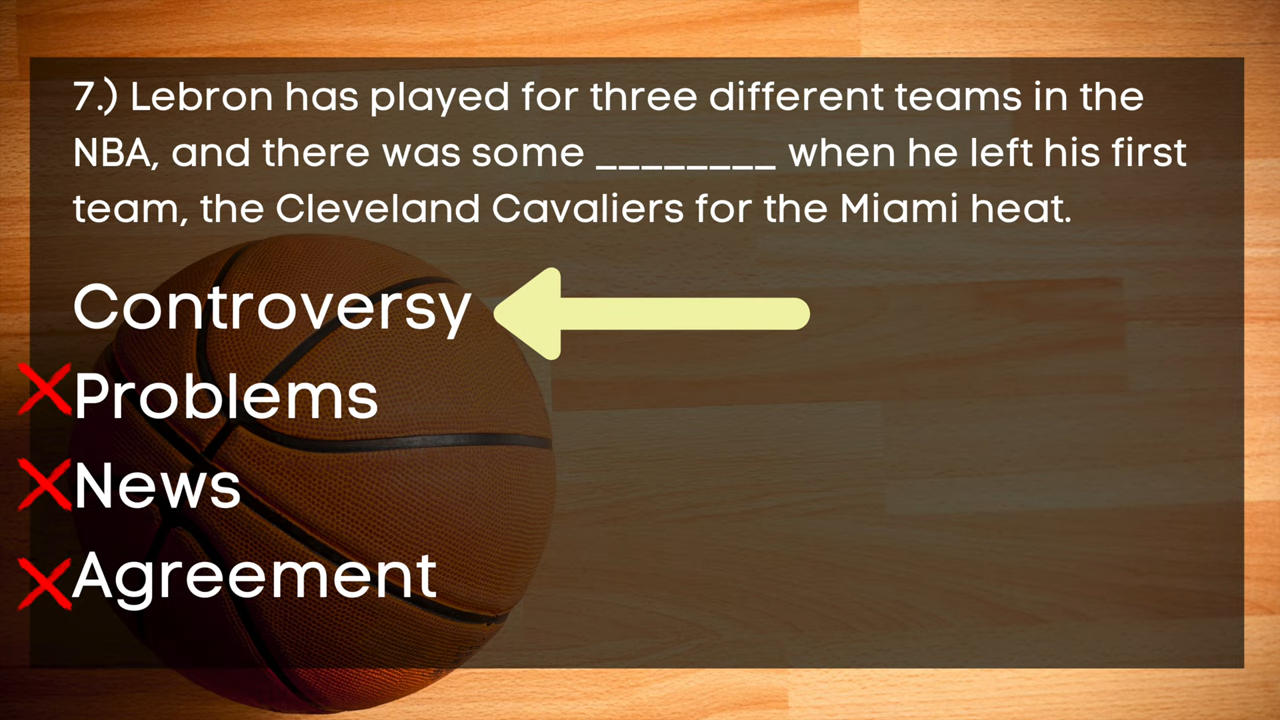 7.) Lebron has played for three different teams in the
NBA, and there was some ________ when he left his first
team, the Cleveland Cavaliers for the Miami heat.
Controversy
Problems
News
Agreement